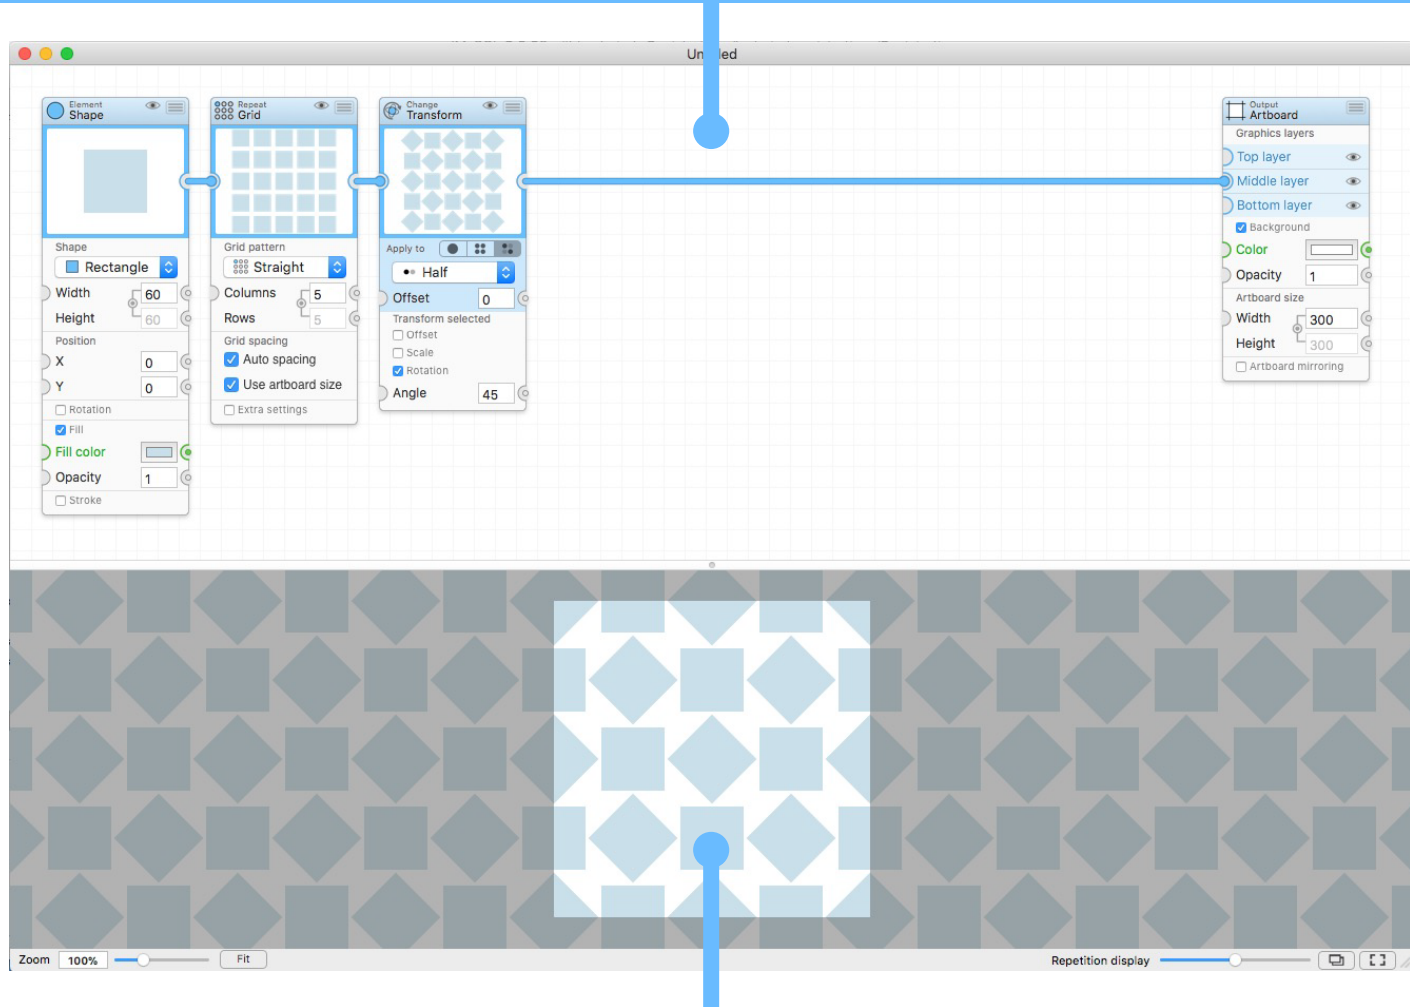 Element
Shape
Shape
Rectangle
Width 60
Height 60
Position
X 0
Y 0
Rotation
Fill
Fill color
Opacity 1
Stroke
Repeat
Grid
Grid pattern
Straight
Columns 5
Rows 5
Grid spacing
Auto spacing
Use artboard size
Extra settings
Change
Transform
Apply to
Half
Offset 0
Transform selected
Offset
Scale
Rotation
Angle 45
Output
Artboard
Graphics layers
Top layer
Middle layer
Bottom layer
Background
Color
Opacity 1
Artboard size
Width 300
Height 300
Artboard mirroring
Zoom 100% Fit
Repetition display